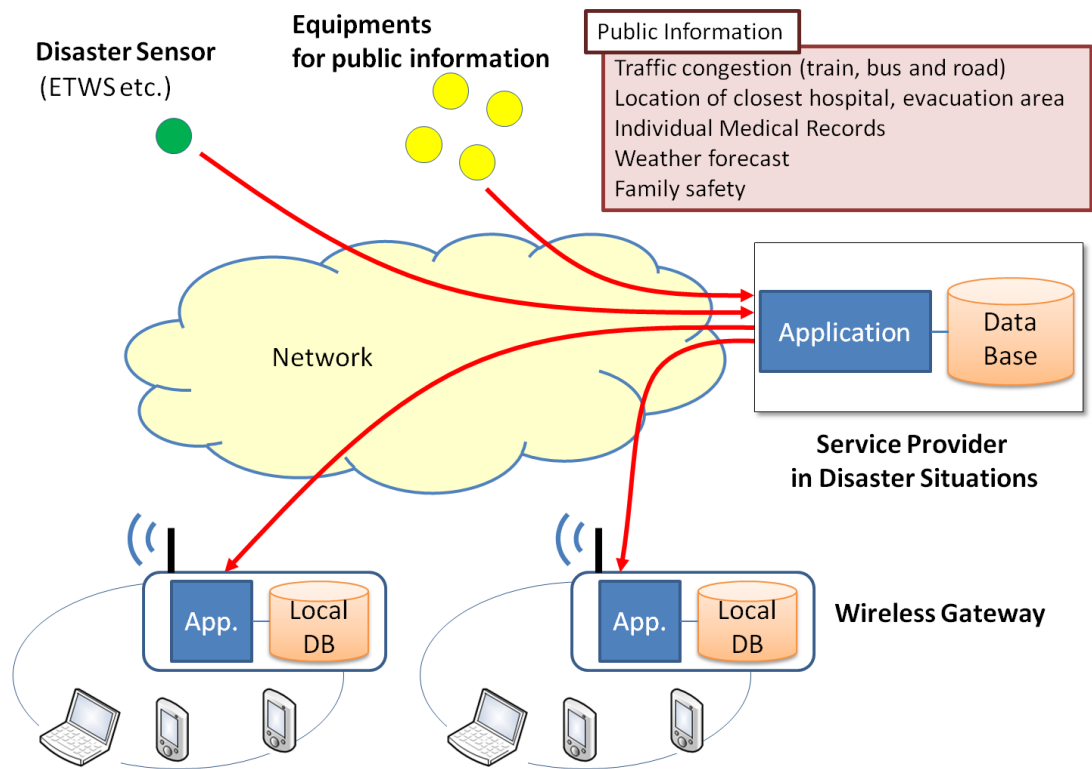 Disaster Sensor
(ETWS etc.)
Equipments
for public information
Public Information
Traffic congestion (train, bus and road)
Location of closest hospital, evacuation area
Individual Medical Records
Weather forecast
Family safety
Network
Application
Data
Base
Service Provider
in Disaster Situations
App.
Local
DB
App.
Local
DB
Wireless Gateway